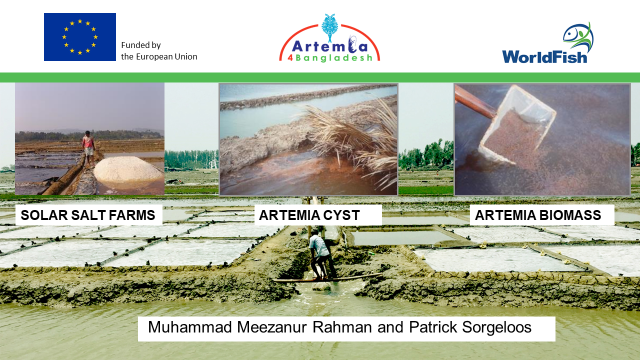 Funded by
the European Union
Artemia
4Bangladesh
WorldFish
SOLAR SALT FARMS
ARTEMIA CYST
ARTEMIA BIOMASS
Muhammad Meezanur Rahman and Patrick Sorgeloos